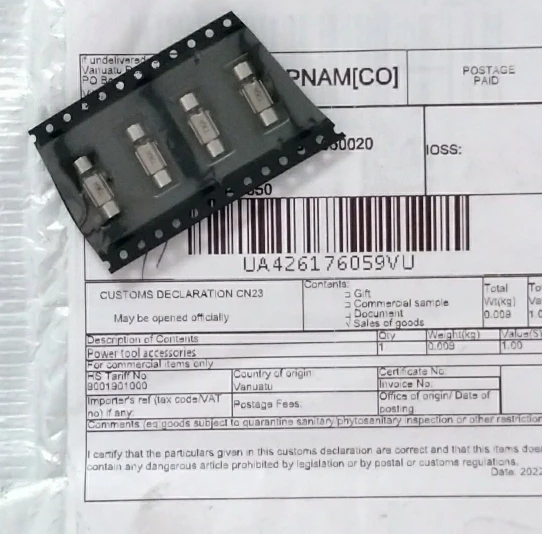 If undelivered
Vanuatu
PO
PNAM[CO]
POSTAGE
PAID
0020
IOSS:
50
UA426176059VU
CUSTOMS DECLARATION CN23
May be opened officially
Contents:
Gift
Commercial sample
Document
√ Sales of goods
Total
Wt(kg)
0.009
Description of Contents
Qty
Weight(kg)
Value($)
Power tool accessories
1
0.009
1.00
For commercial items only
HS Tariff No
9001901000
Country of origin
Vanuatu
Certificate No.
Invoice No.
Importer's ref (tax code/VAT
no) if any:
Postage Fees:
Office of origin/ Date of
posting
Comments (eg:goods subject to quarantine sanitary/phytosanitary inspection or other restriction
I certify that the particulars given in this customs declaration are correct and that this items does
contain any dangerous article prohibited by legislation or by postal or customs regulations.
Date: 2022